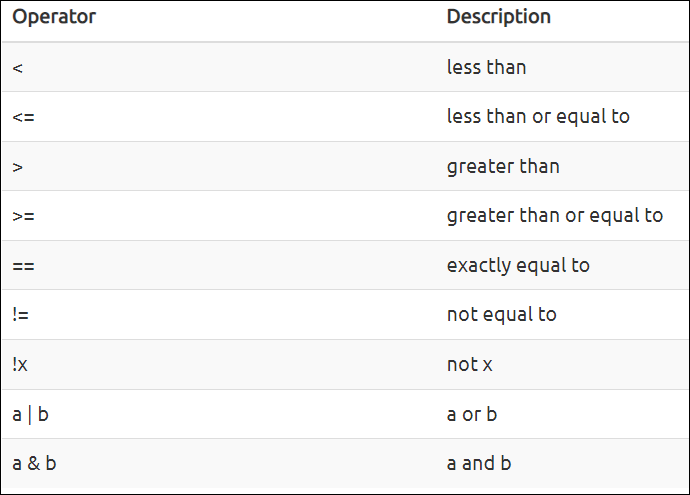 Operator Description
< less than
<= less than or equal to
> greater than
>= greater than or equal to
== exactly equal to
!= not equal to
!x not x
a | b a or b
a & b a and b